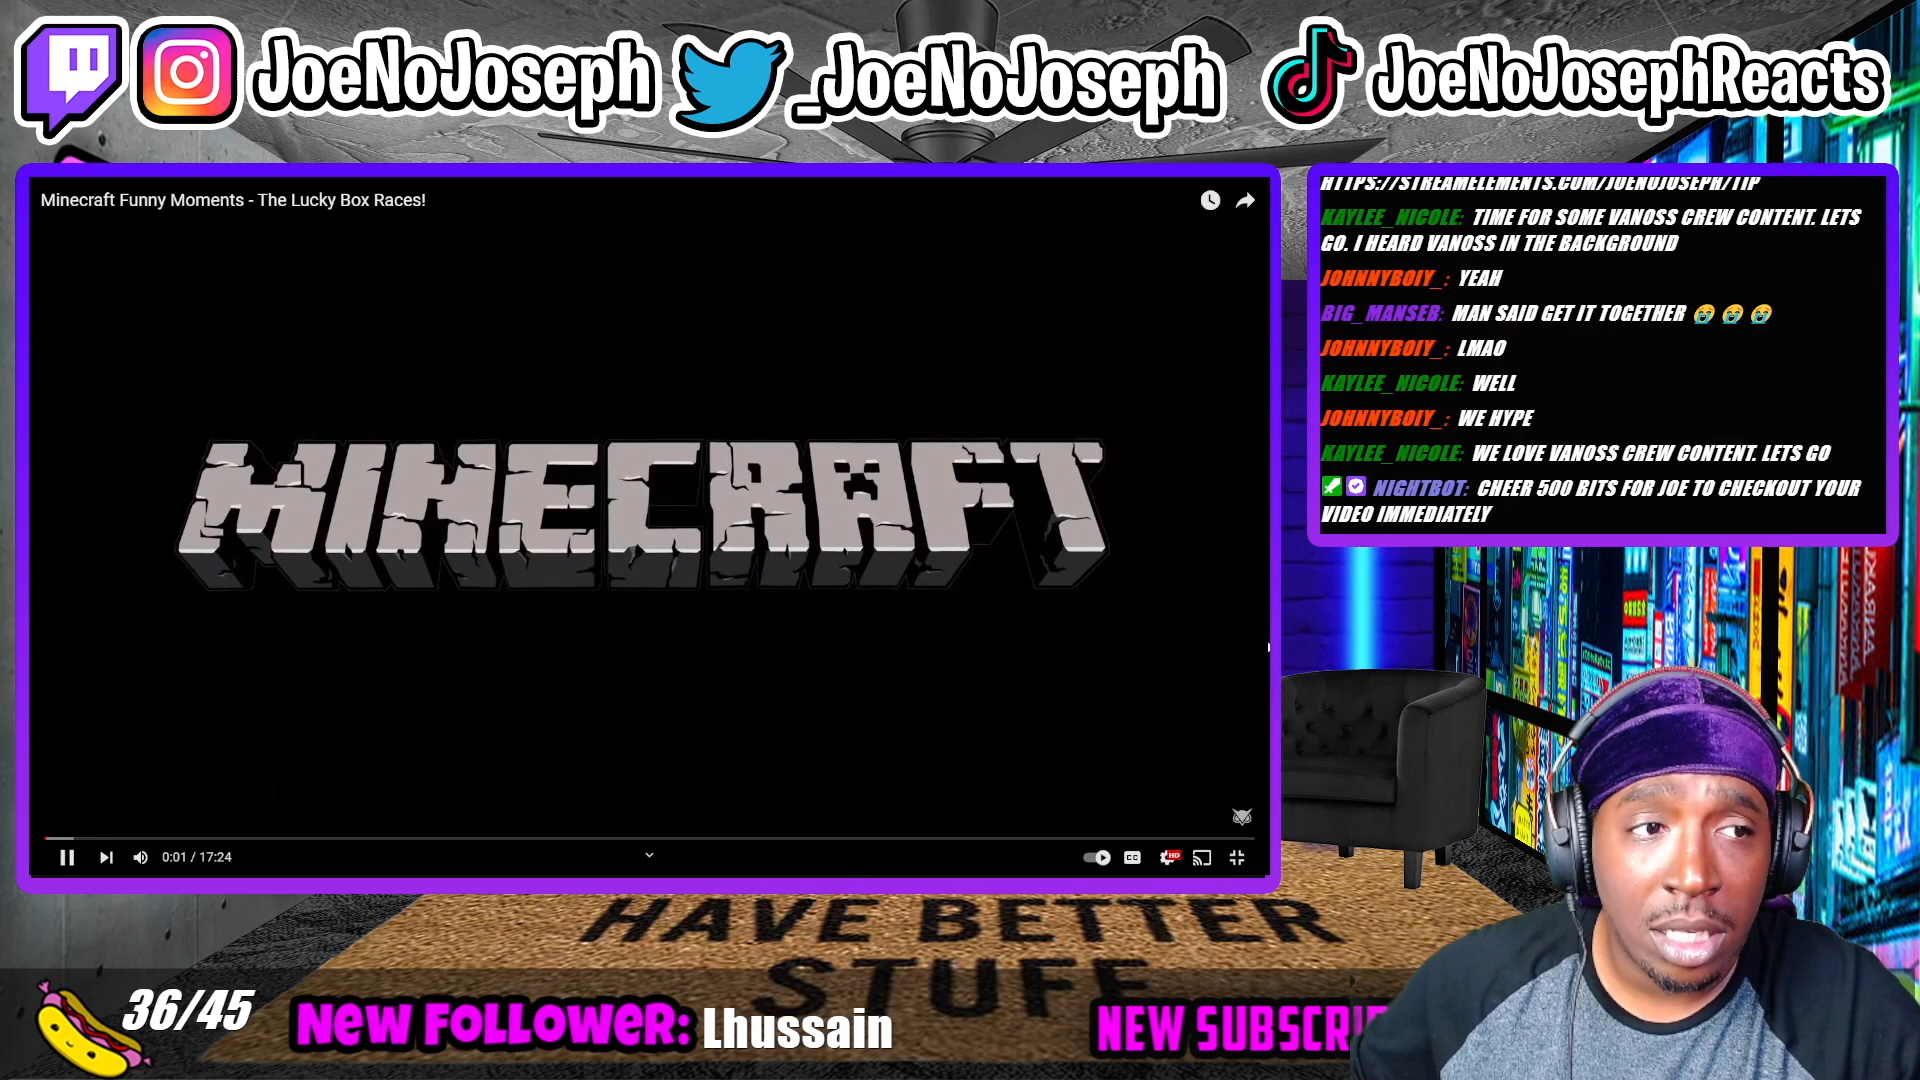 JoeNoJoseph
_JoeNoJoseph
JoeNoJosephReacts
Minecraft Funny Moments - The Lucky Box Races!
MINECRAFT
0:01 / 17:24
CC
HD
HTTPS://STREAMELEMENTS.COM/JOENOJOSEPH/TIP
KAYLEE_NICOLE: TIME FOR SOME VANOSS CREW CONTENT. LETS
GO. I HEARD VANOSS IN THE BACKGROUND
JOHNNYBOIY_: YEAH
BIG_MANSEB: MAN SAID GET IT TOGETHER 😭 😭 😭
JOHNNYBOIY_: LMAO
KAYLEE_NICOLE: WELL
JOHNNYBOIY_: WE HYPE
KAYLEE_NICOLE: WE LOVE VANOSS CREW CONTENT. LETS GO
NIGHTBOT: CHEER 500 BITS FOR JOE TO CHECKOUT YOUR
VIDEO IMMEDIATELY
HAVE BETTER
STUFF
36/45
NEW FOLLOWER: Lhussain
NEW SUBSCRI